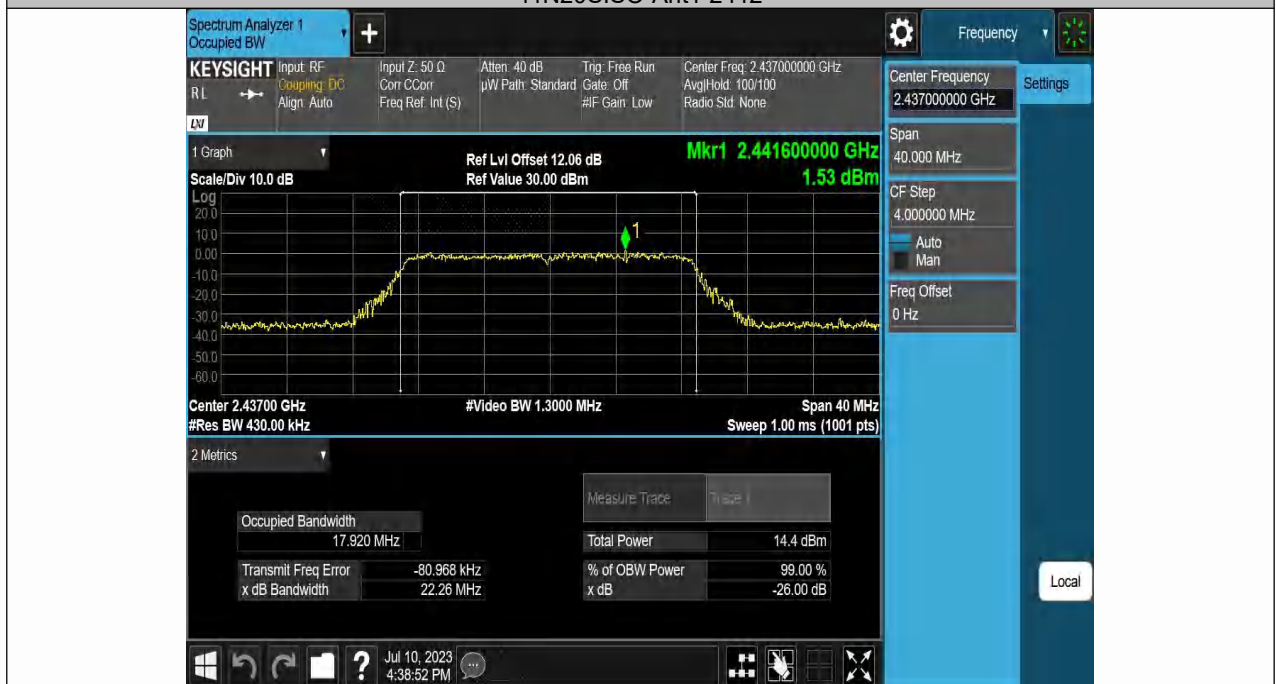 11N20SISO-Ant1-2412
Spectrum Analyzer 1
Occupied BW
+
Frequency
KEYSIGHT
RL
LXI
Input: RF
Coupling: DC
Align: Auto
Input Z: 50 Ω
Corr CCorr
Freq Ref: Int (S)
Atten: 40 dB
µW Path: Standard
Trig: Free Run
Gate: Off
#IF Gain: Low
Center Freq: 2.437000000 GHz
Avg|Hold: 100/100
Radio Std: None
Center Frequency
2.437000000 GHz
Settings
Span
40.000 MHz
CF Step
4.000000 MHz
Auto
Man
Freq Offset
0 Hz
1 Graph
Scale/Div 10.0 dB
Ref Lvl Offset 12.06 dB
Ref Value 30.00 dBm
Mkr1 2.441600000 GHz
1.53 dBm
Log
20.0
10.0
0.00
-10.0
-20.0
-30.0
-40.0
-50.0
-60.0
1
Center 2.43700 GHz
#Res BW 430.00 kHz
#Video BW 1.3000 MHz
Span 40 MHz
Sweep 1.00 ms (1001 pts)
2 Metrics
Measure Trace Trace 1
Occupied Bandwidth
17.920 MHz
Total Power 14.4 dBm
Transmit Freq Error -80.968 kHz
% of OBW Power 99.00 %
x dB Bandwidth 22.26 MHz
x dB -26.00 dB
Local
?
Jul 10, 2023
4:38:52 PM